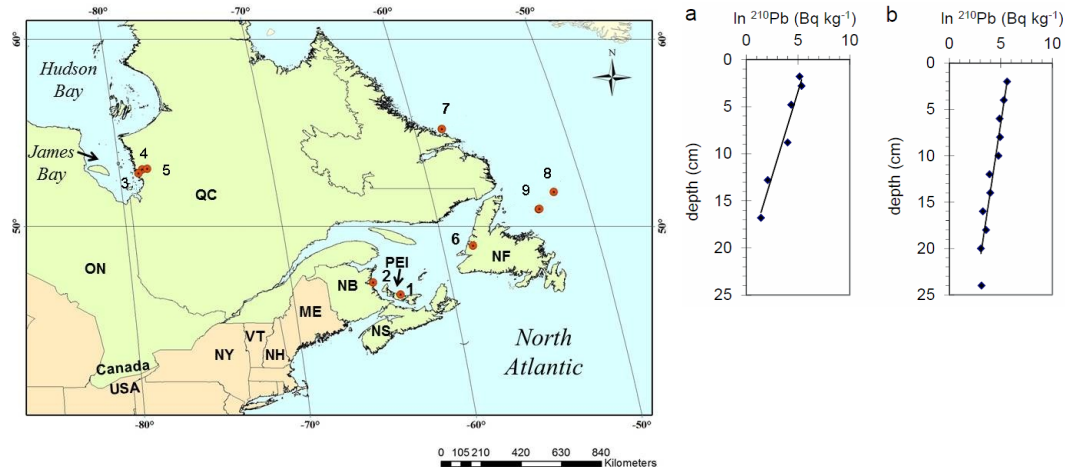 60°
-80°
-70°
-60°
-50°
60°
Hudson
Bay
7
James
Bay
4
5
3
8
9
QC
50°
50°
6
NF
PEI
2
1
ON
NB
ME
NS
VT
NY
NH
North
Atlantic
Canada
USA
-80°
-70°
-60°
-50°
0 105 210 420 630 840
Kilometers
a
ln ²¹⁰Pb (Bq kg⁻¹)
0 5 10
0
5
10
15
20
25
depth (cm)
b
ln ²¹⁰Pb (Bq kg⁻¹)
0 5 10
0
5
10
15
20
25
depth (cm)